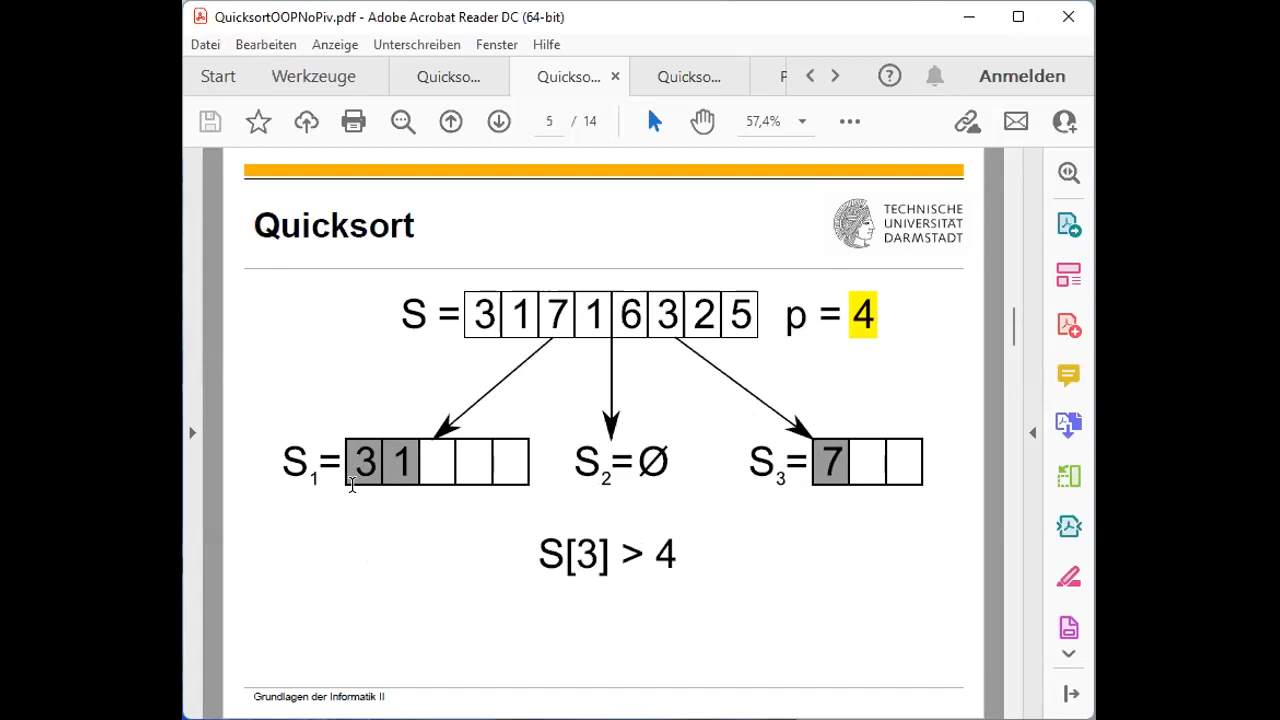 QuicksortOOPNoPiv.pdf - Adobe Acrobat Reader DC (64-bit)
Datei Bearbeiten Anzeige Unterschreiben Fenster Hilfe
Start Werkzeuge Quickso... Quickso... × Quickso... P Anmelden
5 / 14 57,4%
Quicksort
TECHNISCHE
UNIVERSITÄT
DARMSTADT
S = 3 1 7 1 6 3 2 5 p = 4
S₁= 3 1 S₂=Ø S₃= 7
S[3] > 4
Grundlagen der Informatik II